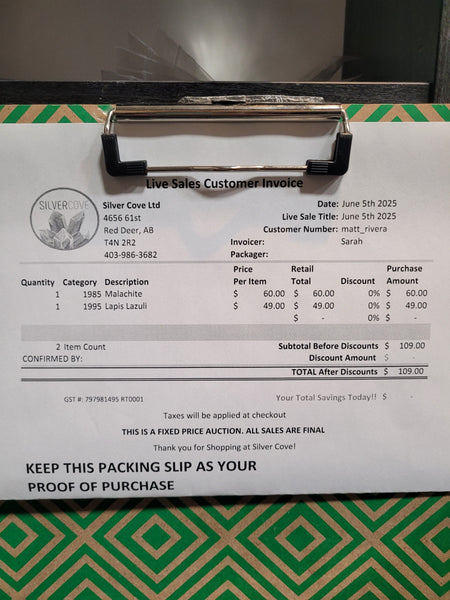 Live Sales Customer Invoice
SILVERCOVE
Silver Cove Ltd
4656 61st
Red Deer, AB
T4N 2R2
403-986-3682
Date: June 5th 2025
Live Sale Title: June 5th 2025
Customer Number: matt_rivera
Invoicer: Sarah
Packager:
Quantity Category Description Price Per Item Retail Total Discount Purchase Amount
1 1985 Malachite $ 60.00 $ 60.00 0% $ 60.00
1 1995 Lapis Lazuli $ 49.00 $ 49.00 0% $ 49.00
$ - 0% $ -
2 Item Count Subtotal Before Discounts $ 109.00
CONFIRMED BY: Discount Amount $ -
TOTAL After Discounts $ 109.00
GST #: 797981495 RT0001 Your Total Savings Today!! $ -
Taxes will be applied at checkout
THIS IS A FIXED PRICE AUCTION. ALL SALES ARE FINAL
Thank you for Shopping at Silver Cove!
KEEP THIS PACKING SLIP AS YOUR
PROOF OF PURCHASE